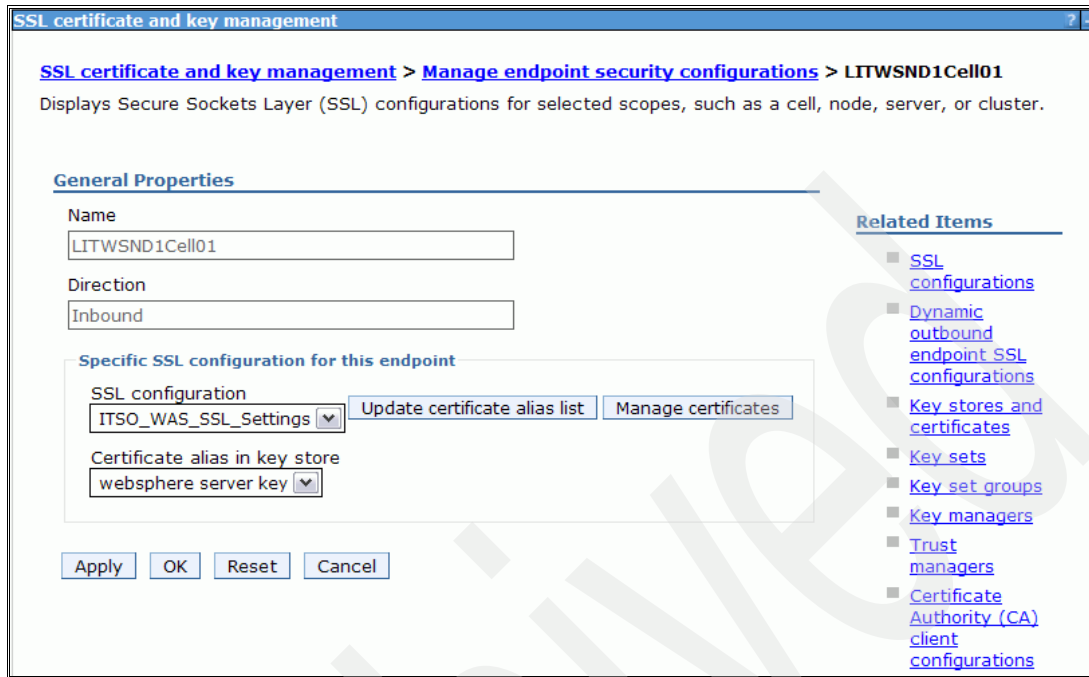 SSL certificate and key management
? -
SSL certificate and key management > Manage endpoint security configurations > LITWSND1Cell01
Displays Secure Sockets Layer (SSL) configurations for selected scopes, such as a cell, node, server, or cluster.
General Properties
Name
LITWSND1Cell01
Direction
Inbound
Specific SSL configuration for this endpoint
SSL configuration
ITSO_WAS_SSL_Settings
Update certificate alias list
Manage certificates
Certificate alias in key store
websphere server key
Apply
OK
Reset
Cancel
Related Items
SSL
configurations
Dynamic
outbound
endpoint SSL
configurations
Key stores and
certificates
Key sets
Key set groups
Key managers
Trust
managers
Certificate
Authority (CA)
client
configurations